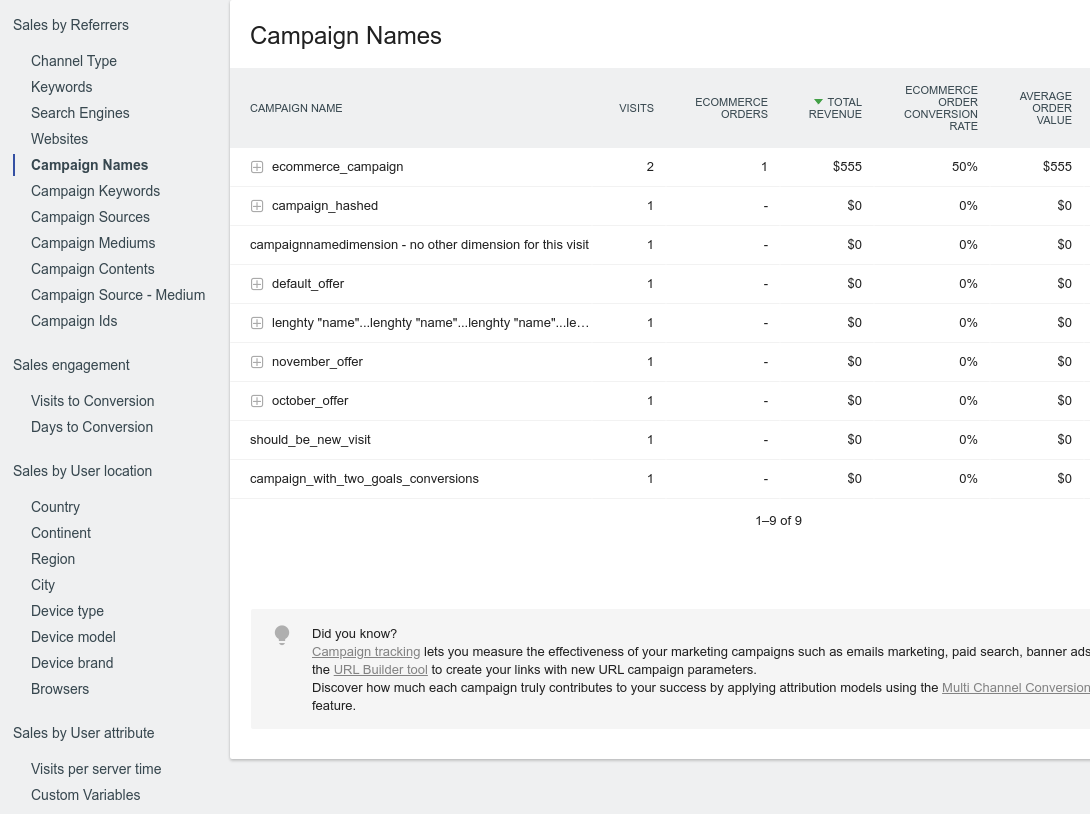 Sales by Referrers
Channel Type
Keywords
Search Engines
Websites
Campaign Names
Campaign Keywords
Campaign Sources
Campaign Mediums
Campaign Contents
Campaign Source - Medium
Campaign Ids
Sales engagement
Visits to Conversion
Days to Conversion
Sales by User location
Country
Continent
Region
City
Device type
Device model
Device brand
Browsers
Sales by User attribute
Visits per server time
Custom Variables
Campaign Names
CAMPAIGN NAME VISITS ECOMMERCE ORDERS TOTAL REVENUE ECOMMERCE ORDER CONVERSION RATE AVERAGE ORDER VALUE
ecommerce_campaign 2 1 $555 50% $555
campaign_hashed 1 - $0 0% $0
campaignnamedimension - no other dimension for this visit 1 - $0 0% $0
default_offer 1 - $0 0% $0
lenghty "name"...lenghty "name"...lenghty "name"...le… 1 - $0 0% $0
november_offer 1 - $0 0% $0
october_offer 1 - $0 0% $0
should_be_new_visit 1 - $0 0% $0
campaign_with_two_goals_conversions 1 - $0 0% $0
1–9 of 9
Did you know?
Campaign tracking lets you measure the effectiveness of your marketing campaigns such as emails marketing, paid search, banner ads
the URL Builder tool to create your links with new URL campaign parameters.
Discover how much each campaign truly contributes to your success by applying attribution models using the Multi Channel Conversion
feature.